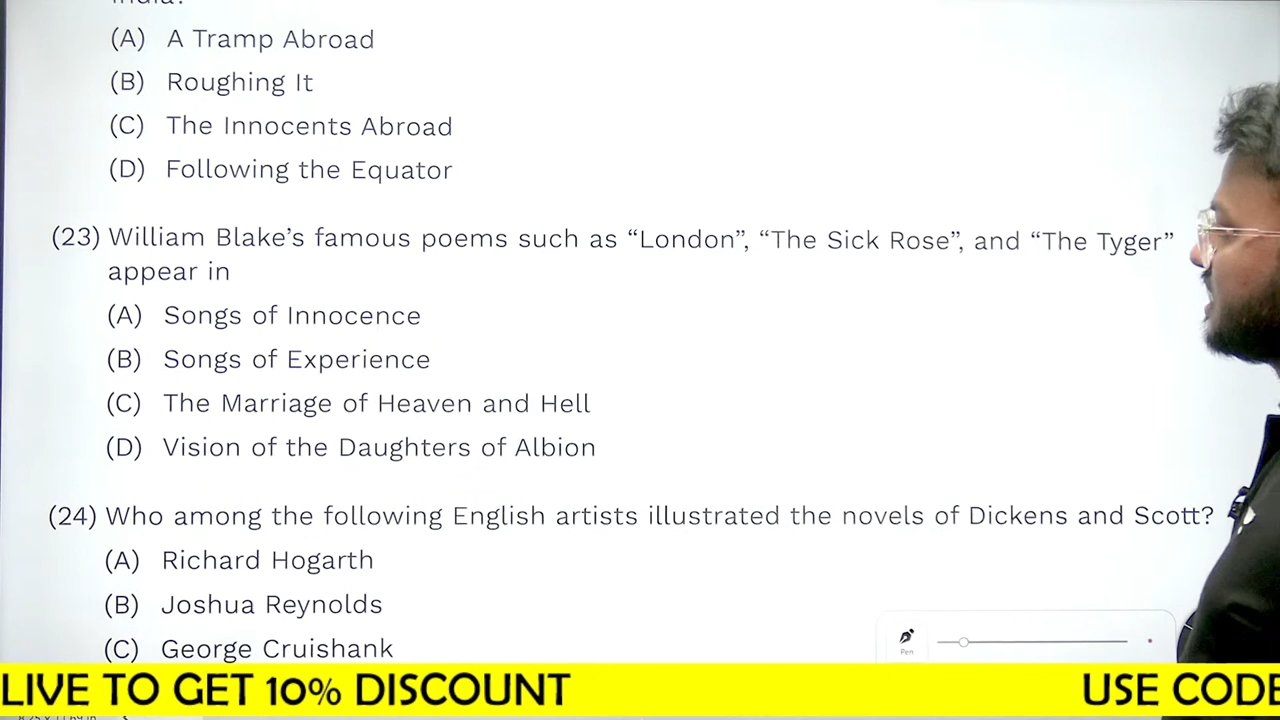 India?
(A) A Tramp Abroad
(B) Roughing It
(C) The Innocents Abroad
(D) Following the Equator
(23) William Blake's famous poems such as “London”, “The Sick Rose”, and “The Tyger”
appear in
(A) Songs of Innocence
(B) Songs of Experience
(C) The Marriage of Heaven and Hell
(D) Vision of the Daughters of Albion
(24) Who among the following English artists illustrated the novels of Dickens and Scott?
(A) Richard Hogarth
(B) Joshua Reynolds
(C) George Cruishank
Pen
LIVE TO GET 10% DISCOUNT USE CODE